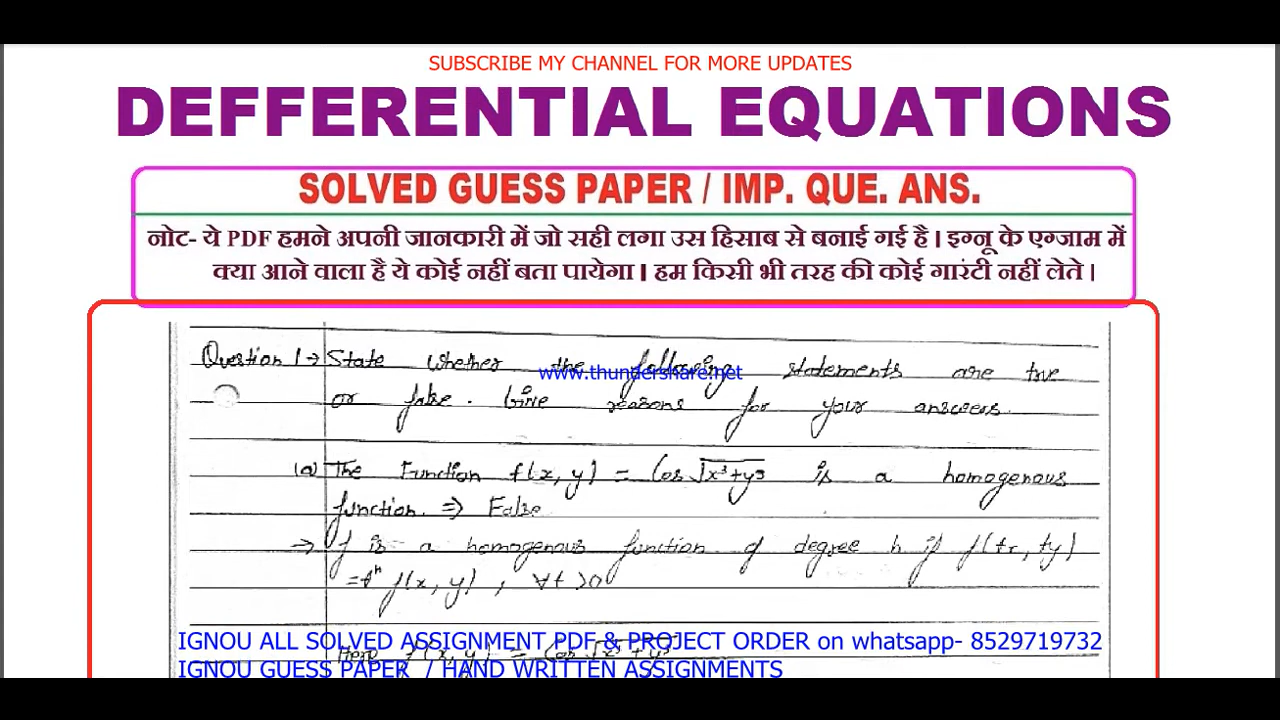 SUBSCRIBE MY CHANNEL FOR MORE UPDATES
DEFFERENTIAL EQUATIONS
SOLVED GUESS PAPER / IMP. QUE. ANS.
नोट- ये PDF हमने अपनी जानकारी में जो सही लगा उस हिसाब से बनाई गई है। इग्नू के एग्जाम में
क्या आने वाला है ये कोई नहीं बता पायेगा। हम किसी भी तरह की कोई गारंटी नहीं लेते।
Question 1 → State whether the following statements are true
www.thundershare.net
or false. Give reasons for your answers.
(a) The Function f(x, y) = Cos √x³+y³ is a homogenous
function. ⇒ False
⇒ f is a homogenous function of degree n if f(tx, ty)
= tⁿ f(x, y) , ∀t >0
IGNOU ALL SOLVED ASSIGNMENT PDF & PROJECT ORDER on whatsapp- 8529719732
Here f(x, y) = Cos √x³+y³
IGNOU GUESS PAPER / HAND WRITTEN ASSIGNMENTS